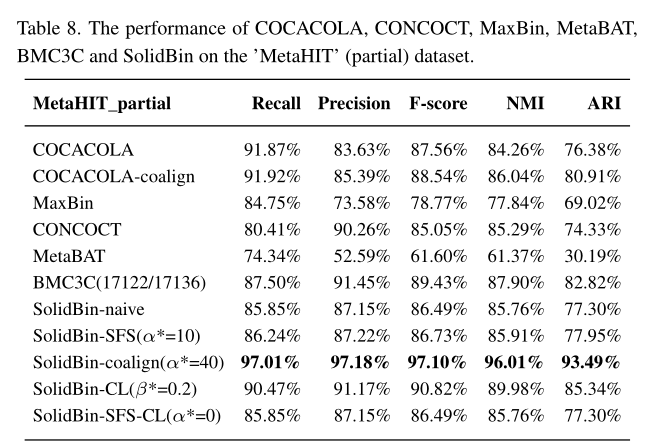 Table 8. The performance of COCACOLA, CONCOCT, MaxBin, MetaBAT,
BMC3C and SolidBin on the ’MetaHIT’ (partial) dataset.
MetaHIT_partial Recall Precision F-score NMI ARI
COCACOLA 91.87% 83.63% 87.56% 84.26% 76.38%
COCACOLA-coalign 91.92% 85.39% 88.54% 86.04% 80.91%
MaxBin 84.75% 73.58% 78.77% 77.84% 69.02%
CONCOCT 80.41% 90.26% 85.05% 85.29% 74.33%
MetaBAT 74.34% 52.59% 61.60% 61.37% 30.19%
BMC3C(17122/17136) 87.50% 91.45% 89.43% 87.90% 82.82%
SolidBin-naive 85.85% 87.15% 86.49% 85.76% 77.30%
SolidBin-SFS(α*=10) 86.24% 87.22% 86.73% 85.91% 77.95%
SolidBin-coalign(α*=40) 97.01% 97.18% 97.10% 96.01% 93.49%
SolidBin-CL(β*=0.2) 90.47% 91.17% 90.82% 89.98% 85.34%
SolidBin-SFS-CL(α*=0) 85.85% 87.15% 86.49% 85.76% 77.30%